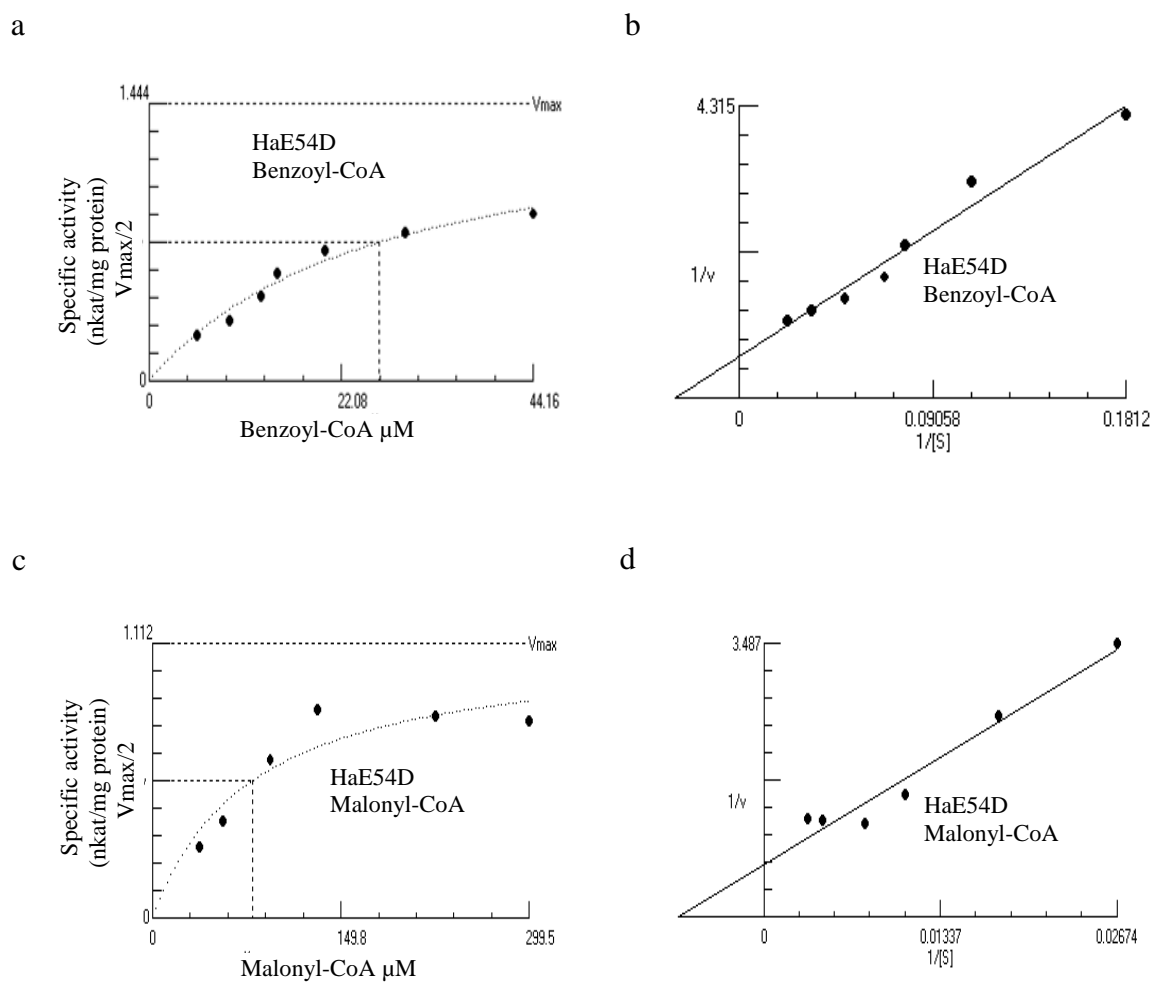 a
1.444
Vmax
HaE54D
Benzoyl-CoA
Specific activity
(nkat/mg protein)
Vmax/2
0
0
22.08
44.16
Benzoyl-CoA µM
b
4.315
1/v
HaE54D
Benzoyl-CoA
0
0.09058
0.1812
1/[S]
c
1.112
Vmax
HaE54D
Malonyl-CoA
Specific activity
(nkat/mg protein)
Vmax/2
0
0
149.8
299.5
Malonyl-CoA µM
d
3.487
1/v
HaE54D
Malonyl-CoA
0
0.01337
0.02674
1/[S]